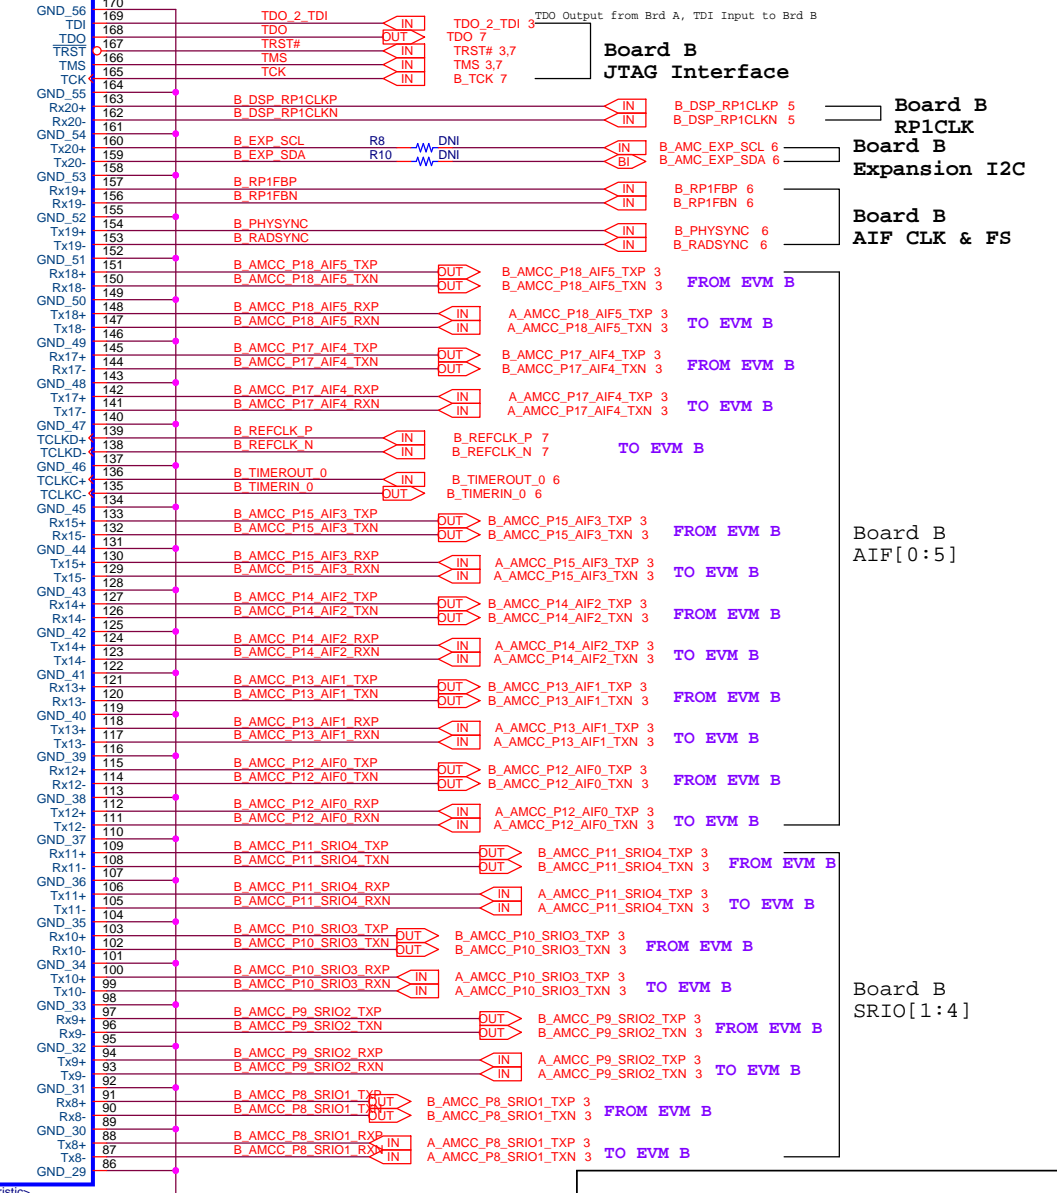 170
GND_56
169 TDO_2_TDI IN TDO_2_TDI 3 TDO Output from Brd A, TDI Input to Brd B
TDI
168 TDO OUT TDO 7
TDO
167 TRST# IN TRST# 3,7 Board B
TRST
166 TMS IN TMS 3,7 JTAG Interface
TMS
165 TCK IN B_TCK 7
TCK
164
GND_55
163 B_DSP_RP1CLKP IN B_DSP_RP1CLKP 5 Board B
Rx20+
162 B_DSP_RP1CLKN IN B_DSP_RP1CLKN 5 RP1CLK
Rx20-
161
GND_54
160 B_EXP_SCL R8 DNI IN B_AMC_EXP_SCL 6 Board B
Tx20+
159 B_EXP_SDA R10 DNI BI B_AMC_EXP_SDA 6 Expansion I2C
Tx20-
158
GND_53
157 B_RP1FBP IN B_RP1FBP 6
Rx19+
156 B_RP1FBN IN B_RP1FBN 6
Rx19-
155 Board B
GND_52
154 B_PHYSYNC IN B_PHYSYNC 6 AIF CLK & FS
Tx19+
153 B_RADSYNC IN B_RADSYNC 6
Tx19-
152
GND_51
151 B_AMCC_P18_AIF5_TXP OUT B_AMCC_P18_AIF5_TXP 3
Rx18+
150 B_AMCC_P18_AIF5_TXN OUT B_AMCC_P18_AIF5_TXN 3 FROM EVM B
Rx18-
149
GND_50
148 B_AMCC_P18_AIF5_RXP IN A_AMCC_P18_AIF5_TXP 3
Tx18+
147 B_AMCC_P18_AIF5_RXN IN A_AMCC_P18_AIF5_TXN 3 TO EVM B
Tx18-
146
GND_49
145 B_AMCC_P17_AIF4_TXP OUT B_AMCC_P17_AIF4_TXP 3
Rx17+
144 B_AMCC_P17_AIF4_TXN OUT B_AMCC_P17_AIF4_TXN 3 FROM EVM B
Rx17-
143
GND_48
142 B_AMCC_P17_AIF4_RXP IN A_AMCC_P17_AIF4_TXP 3
Tx17+
141 B_AMCC_P17_AIF4_RXN IN A_AMCC_P17_AIF4_TXN 3 TO EVM B
Tx17-
140
GND_47
139 B_REFCLK_P IN B_REFCLK_P 7
TCLKD+
138 B_REFCLK_N IN B_REFCLK_N 7 TO EVM B
TCLKD-
137
GND_46
136 B_TIMEROUT_0 IN B_TIMEROUT_0 6
TCLKC+
135 B_TIMERIN_0 OUT B_TIMERIN_0 6
TCLKC-
134
GND_45
133 B_AMCC_P15_AIF3_TXP OUT B_AMCC_P15_AIF3_TXP 3
Rx15+
132 B_AMCC_P15_AIF3_TXN OUT B_AMCC_P15_AIF3_TXN 3 FROM EVM B Board B
Rx15-
131 AIF[0:5]
GND_44
130 B_AMCC_P15_AIF3_RXP IN A_AMCC_P15_AIF3_TXP 3
Tx15+
129 B_AMCC_P15_AIF3_RXN IN A_AMCC_P15_AIF3_TXN 3 TO EVM B
Tx15-
128
GND_43
127 B_AMCC_P14_AIF2_TXP OUT B_AMCC_P14_AIF2_TXP 3
Rx14+
126 B_AMCC_P14_AIF2_TXN OUT B_AMCC_P14_AIF2_TXN 3 FROM EVM B
Rx14-
125
GND_42
124 B_AMCC_P14_AIF2_RXP IN A_AMCC_P14_AIF2_TXP 3
Tx14+
123 B_AMCC_P14_AIF2_RXN IN A_AMCC_P14_AIF2_TXN 3 TO EVM B
Tx14-
122
GND_41
121 B_AMCC_P13_AIF1_TXP OUT B_AMCC_P13_AIF1_TXP 3
Rx13+
120 B_AMCC_P13_AIF1_TXN OUT B_AMCC_P13_AIF1_TXN 3 FROM EVM B
Rx13-
119
GND_40
118 B_AMCC_P13_AIF1_RXP IN A_AMCC_P13_AIF1_TXP 3
Tx13+
117 B_AMCC_P13_AIF1_RXN IN A_AMCC_P13_AIF1_TXN 3 TO EVM B
Tx13-
116
GND_39
115 B_AMCC_P12_AIF0_TXP OUT B_AMCC_P12_AIF0_TXP 3
Rx12+
114 B_AMCC_P12_AIF0_TXN OUT B_AMCC_P12_AIF0_TXN 3 FROM EVM B
Rx12-
113
GND_38
112 B_AMCC_P12_AIF0_RXP IN A_AMCC_P12_AIF0_TXP 3
Tx12+
111 B_AMCC_P12_AIF0_RXN IN A_AMCC_P12_AIF0_TXN 3 TO EVM B
Tx12-
110
GND_37
109 B_AMCC_P11_SRIO4_TXP OUT B_AMCC_P11_SRIO4_TXP 3
Rx11+
108 B_AMCC_P11_SRIO4_TXN OUT B_AMCC_P11_SRIO4_TXN 3 FROM EVM B
Rx11-
107
GND_36
106 B_AMCC_P11_SRIO4_RXP IN A_AMCC_P11_SRIO4_TXP 3
Tx11+
105 B_AMCC_P11_SRIO4_RXN IN A_AMCC_P11_SRIO4_TXN 3 TO EVM B
Tx11-
104
GND_35
103 B_AMCC_P10_SRIO3_TXP OUT B_AMCC_P10_SRIO3_TXP 3
Rx10+
102 B_AMCC_P10_SRIO3_TXN OUT B_AMCC_P10_SRIO3_TXN 3 FROM EVM B
Rx10-
101
GND_34
100 B_AMCC_P10_SRIO3_RXP IN A_AMCC_P10_SRIO3_TXP 3
Tx10+
99 B_AMCC_P10_SRIO3_RXN IN A_AMCC_P10_SRIO3_TXN 3 TO EVM B Board B
Tx10-
98 SRIO[1:4]
GND_33
97 B_AMCC_P9_SRIO2_TXP OUT B_AMCC_P9_SRIO2_TXP 3
Rx9+
96 B_AMCC_P9_SRIO2_TXN OUT B_AMCC_P9_SRIO2_TXN 3 FROM EVM B
Rx9-
95
GND_32
94 B_AMCC_P9_SRIO2_RXP IN A_AMCC_P9_SRIO2_TXP 3
Tx9+
93 B_AMCC_P9_SRIO2_RXN IN A_AMCC_P9_SRIO2_TXN 3 TO EVM B
Tx9-
92
GND_31
91 B_AMCC_P8_SRIO1_TXP OUT B_AMCC_P8_SRIO1_TXP 3
Rx8+
90 B_AMCC_P8_SRIO1_TXN OUT B_AMCC_P8_SRIO1_TXN 3 FROM EVM B
Rx8-
89
GND_30
88 B_AMCC_P8_SRIO1_RXP IN A_AMCC_P8_SRIO1_TXP 3
Tx8+
87 B_AMCC_P8_SRIO1_RXN IN A_AMCC_P8_SRIO1_TXN 3 TO EVM B
Tx8-
86
GND_29